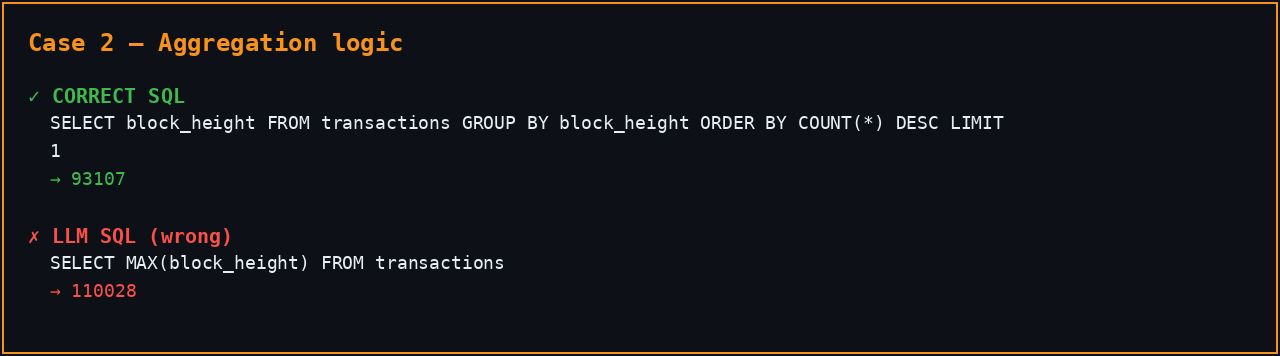 Case 2 — Aggregation logic
✓ CORRECT SQL
SELECT block_height FROM transactions GROUP BY block_height ORDER BY COUNT(*) DESC LIMIT
1
→ 93107
✗ LLM SQL (wrong)
SELECT MAX(block_height) FROM transactions
→ 110028